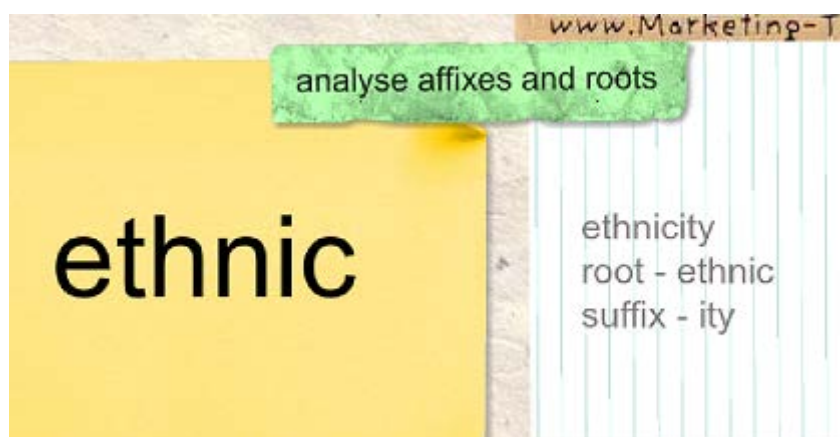 www.Marketing-T
analyse affixes and roots
ethnic
ethnicity
root - ethnic
suffix - ity